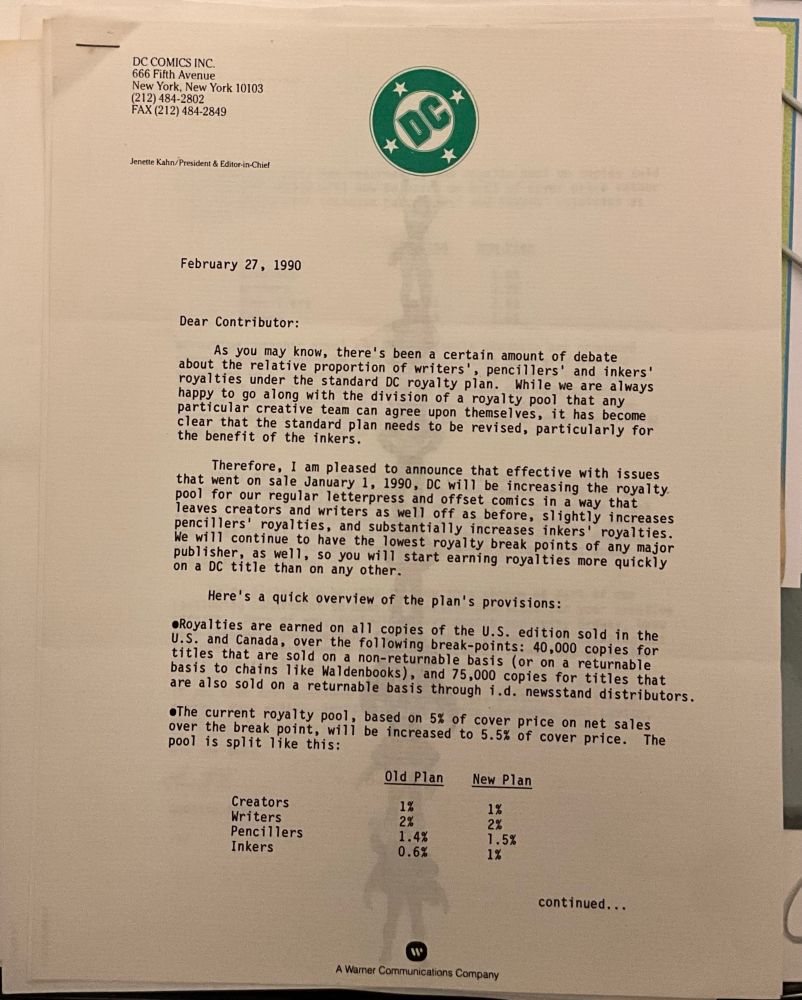 DC COMICS INC.
666 Fifth Avenue
New York, New York 10103
(212) 484-2802
FAX (212) 484-2849
DC
Jenette Kahn/President & Editor-in-Chief
February 27, 1990
Dear Contributor:
As you may know, there's been a certain amount of debate
about the relative proportion of writers', pencillers' and inkers'
royalties under the standard DC royalty plan. While we are always
happy to go along with the division of a royalty pool that any
particular creative team can agree upon themselves, it has become
clear that the standard plan needs to be revised, particularly for
the benefit of the inkers.
Therefore, I am pleased to announce that effective with issues
that went on sale January 1, 1990, DC will be increasing the royalty
pool for our regular letterpress and offset comics in a way that
leaves creators and writers as well off as before, slightly increases
pencillers' royalties, and substantially increases inkers' royalties.
We will continue to have the lowest royalty break points of any major
publisher, as well, so you will start earning royalties more quickly
on a DC title than on any other.
Here's a quick overview of the plan's provisions:
●Royalties are earned on all copies of the U.S. edition sold in the
U.S. and Canada, over the following break-points: 40,000 copies for
titles that are sold on a non-returnable basis (or on a returnable
basis to chains like Waldenbooks), and 75,000 copies for titles that
are also sold on a returnable basis through i.d. newsstand distributors.
●The current royalty pool, based on 5% of cover price on net sales
over the break point, will be increased to 5.5% of cover price. The
pool is split like this:
Old Plan New Plan
Creators 1% 1%
Writers 2% 2%
Pencillers 1.4% 1.5%
Inkers 0.6% 1%
continued...
A Warner Communications Company